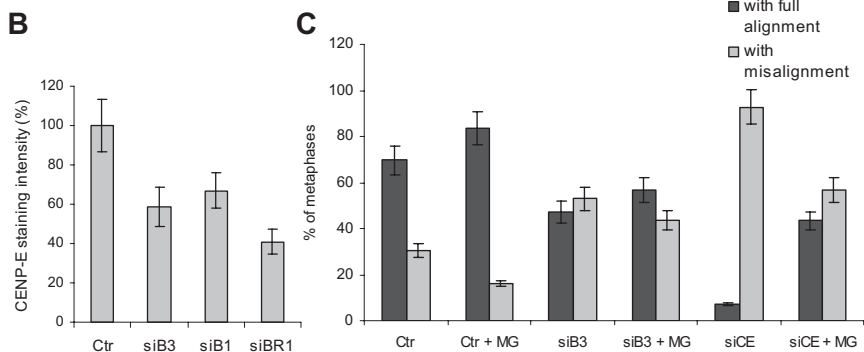 B
C
with full
alignment
with
misalignment
CENP-E staining intensity (%)
120
100
80
60
40
20
0
Ctr siB3 siB1 siBR1
% of metaphases
120
100
80
60
40
20
0
Ctr Ctr + MG siB3 siB3 + MG siCE siCE + MG